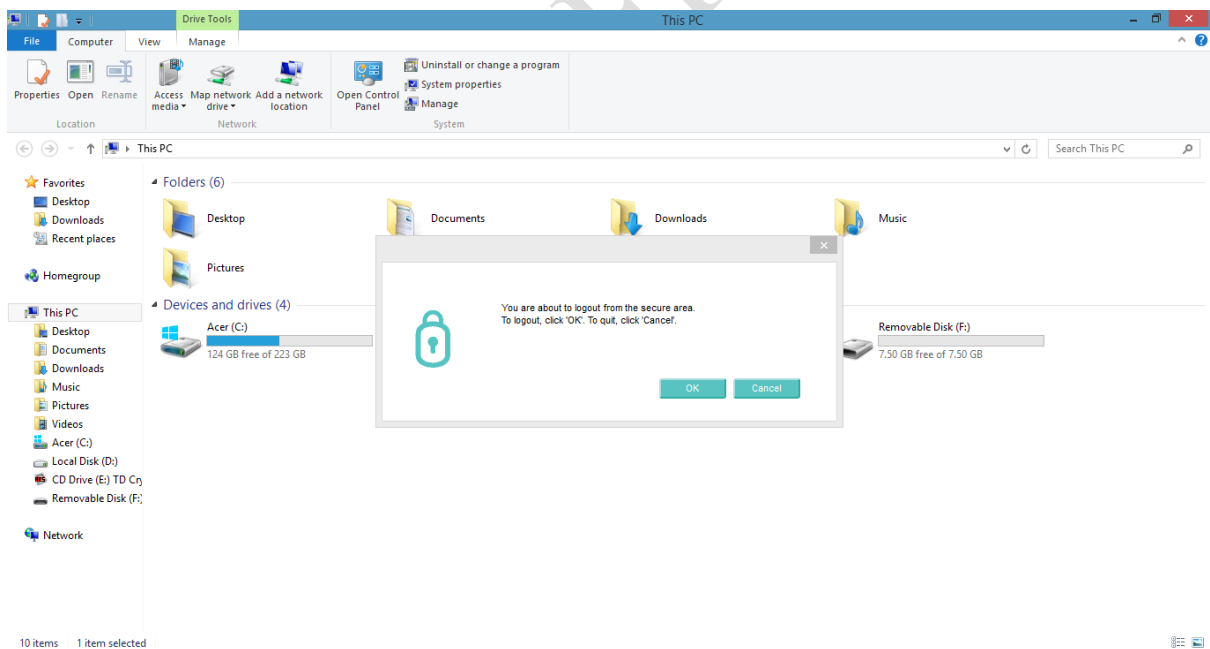 Drive Tools
This PC
File Computer View Manage
Properties Open Rename
Access media
Map network drive
Add a network location
Open Control Panel
Uninstall or change a program
System properties
Manage
Location Network System
This PC
Search This PC
Favorites
Desktop
Downloads
Recent places
Homegroup
This PC
Desktop
Documents
Downloads
Music
Pictures
Videos
Acer (C:)
Local Disk (D:)
CD Drive (E:) TD Cry
Removable Disk (F:)
Network
Folders (6)
Desktop Documents Downloads Music
Pictures
Devices and drives (4)
Acer (C:)
124 GB free of 223 GB
Removable Disk (F:)
7.50 GB free of 7.50 GB
You are about to logout from the secure area.
To logout, click 'OK'. To quit, click 'Cancel'.
OK Cancel
10 items 1 item selected